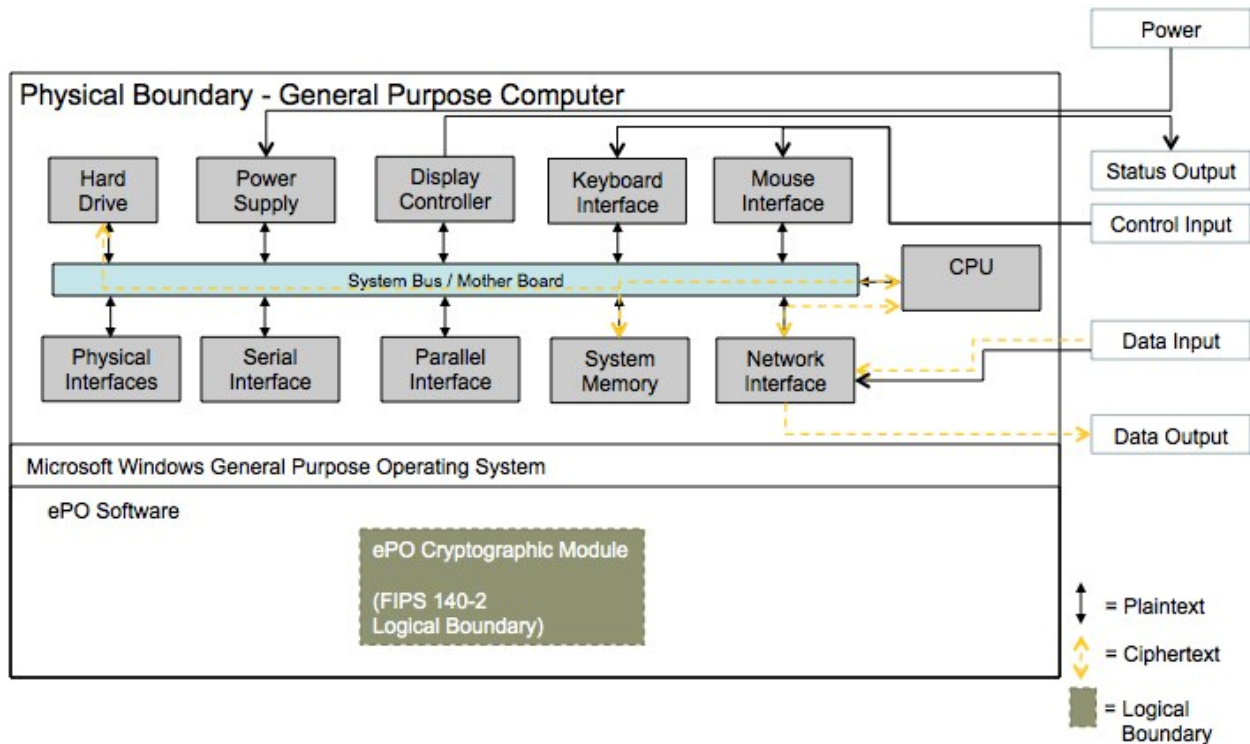 Power
Physical Boundary - General Purpose Computer
Hard
Drive
Power
Supply
Display
Controller
Keyboard
Interface
Mouse
Interface
Status Output
Control Input
System Bus / Mother Board
CPU
Physical
Interfaces
Serial
Interface
Parallel
Interface
System
Memory
Network
Interface
Data Input
Data Output
Microsoft Windows General Purpose Operating System
ePO Software
ePO Cryptographic Module
(FIPS 140-2
Logical Boundary)
= Plaintext
= Ciphertext
= Logical
Boundary